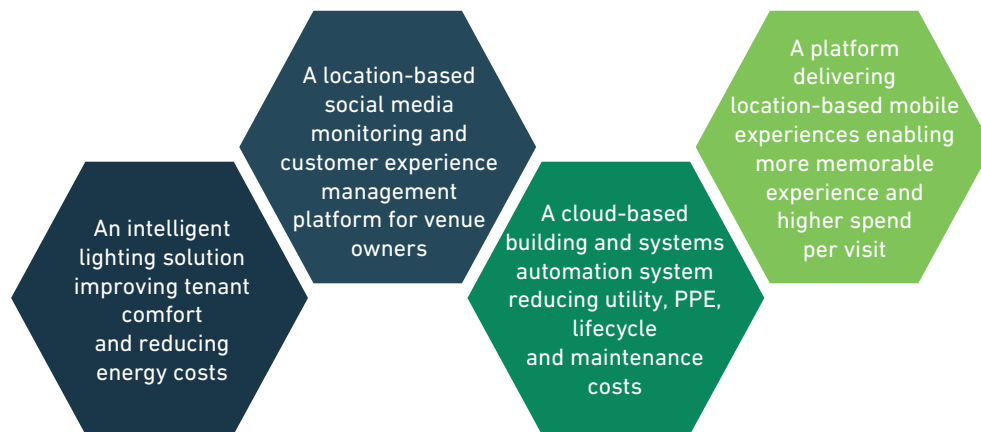 An intelligent
lighting solution
improving tenant
comfort
and reducing
energy costs
A location-based
social media
monitoring and
customer experience
management
platform for venue
owners
A cloud-based
building and systems
automation system
reducing utility, PPE,
lifecycle
and maintenance
costs
A platform
delivering
location-based mobile
experiences enabling
more memorable
experience and
higher spend
per visit